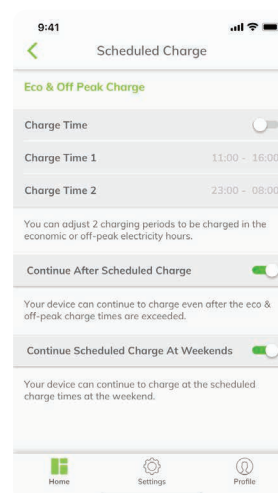 9:41
Scheduled Charge
Eco & Off Peak Charge
Charge Time
Charge Time 1 11:00 - 16:00
Charge Time 2 23:00 - 08:00
You can adjust 2 charging periods to be charged in the
economic or off-peak electricity hours.
Continue After Scheduled Charge
Your device can continue to charge even after the eco &
off-peak charge times are exceeded.
Continue Scheduled Charge At Weekends
Your device can continue to charge at the scheduled
charge times at the weekend.
Home Settings Profile